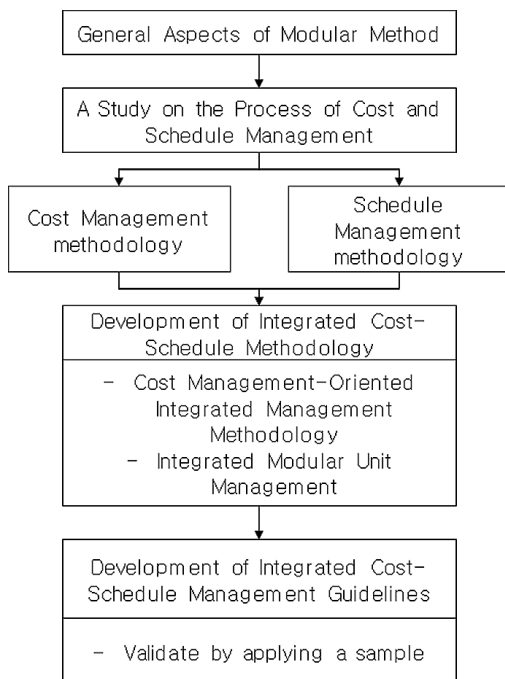 General Aspects of Modular Method
A Study on the Process of Cost and
Schedule Management
Cost Management
methodology
Schedule
Management
methodology
Development of Integrated Cost-
Schedule Methodology
- Cost Management-Oriented
Integrated Management
Methodology
- Integrated Modular Unit
Management
Development of Integrated Cost-
Schedule Management Guidelines
- Validate by applying a sample